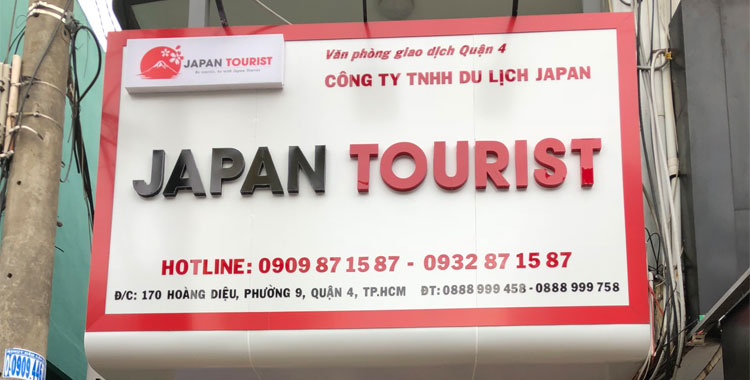 JAPAN TOURIST
Văn phòng giao dịch Quận 4
CÔNG TY TNHH DU LỊCH JAPAN
JAPAN TOURIST
HOTLINE: 0909 87 15 87 - 0932 87 15 87
Đ/C: 170 HOÀNG DIỆU, PHƯỜNG 9, QUẬN 4, TP.HCM ĐT: 0888 999 458 - 0888 999 758